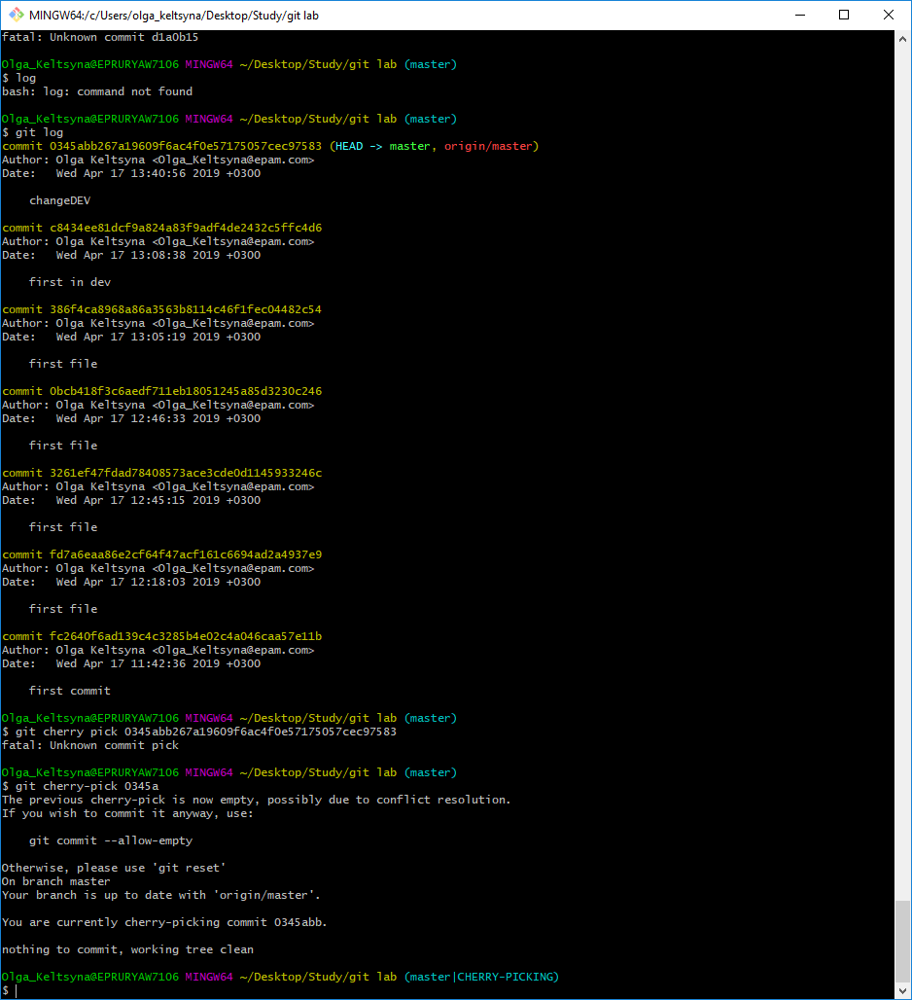 MINGW64:/c/Users/olga_keltsyna/Desktop/Study/git lab
fatal: Unknown commit d1a0b15
Olga_Keltsyna@EPRURYAW7106 MINGW64 ~/Desktop/Study/git lab (master)
$ log
bash: log: command not found
Olga_Keltsyna@EPRURYAW7106 MINGW64 ~/Desktop/Study/git lab (master)
$ git log
commit 0345abb267a19609f6ac4f0e57175057cec97583 (HEAD -> master, origin/master)
Author: Olga Keltsyna <Olga_Keltsyna@epam.com>
Date:   Wed Apr 17 13:40:56 2019 +0300
    changeDEV
commit c8434ee81dcf9a824a83f9adf4de2432c5ffc4d6
Author: Olga Keltsyna <Olga_Keltsyna@epam.com>
Date:   Wed Apr 17 13:08:38 2019 +0300
    first in dev
commit 386f4ca8968a86a3563b8114c46f1fec04482c54
Author: Olga Keltsyna <Olga_Keltsyna@epam.com>
Date:   Wed Apr 17 13:05:19 2019 +0300
    first file
commit 0bcb418f3c6aedf711eb18051245a85d3230c246
Author: Olga Keltsyna <Olga_Keltsyna@epam.com>
Date:   Wed Apr 17 12:46:33 2019 +0300
    first file
commit 3261ef47fdad78408573ace3cde0d1145933246c
Author: Olga Keltsyna <Olga_Keltsyna@epam.com>
Date:   Wed Apr 17 12:45:15 2019 +0300
    first file
commit fd7a6eaa86e2cf64f47acf161c6694ad2a4937e9
Author: Olga Keltsyna <Olga_Keltsyna@epam.com>
Date:   Wed Apr 17 12:18:03 2019 +0300
    first file
commit fc2640f6ad139c4c3285b4e02c4a046caa57e11b
Author: Olga Keltsyna <Olga_Keltsyna@epam.com>
Date:   Wed Apr 17 11:42:36 2019 +0300
    first commit
Olga_Keltsyna@EPRURYAW7106 MINGW64 ~/Desktop/Study/git lab (master)
$ git cherry pick 0345abb267a19609f6ac4f0e57175057cec97583
fatal: Unknown commit pick
Olga_Keltsyna@EPRURYAW7106 MINGW64 ~/Desktop/Study/git lab (master)
$ git cherry-pick 0345a
The previous cherry-pick is now empty, possibly due to conflict resolution.
If you wish to commit it anyway, use:
    git commit --allow-empty
Otherwise, please use 'git reset'
On branch master
Your branch is up to date with 'origin/master'.
You are currently cherry-picking commit 0345abb.
nothing to commit, working tree clean
Olga_Keltsyna@EPRURYAW7106 MINGW64 ~/Desktop/Study/git lab (master|CHERRY-PICKING)
$